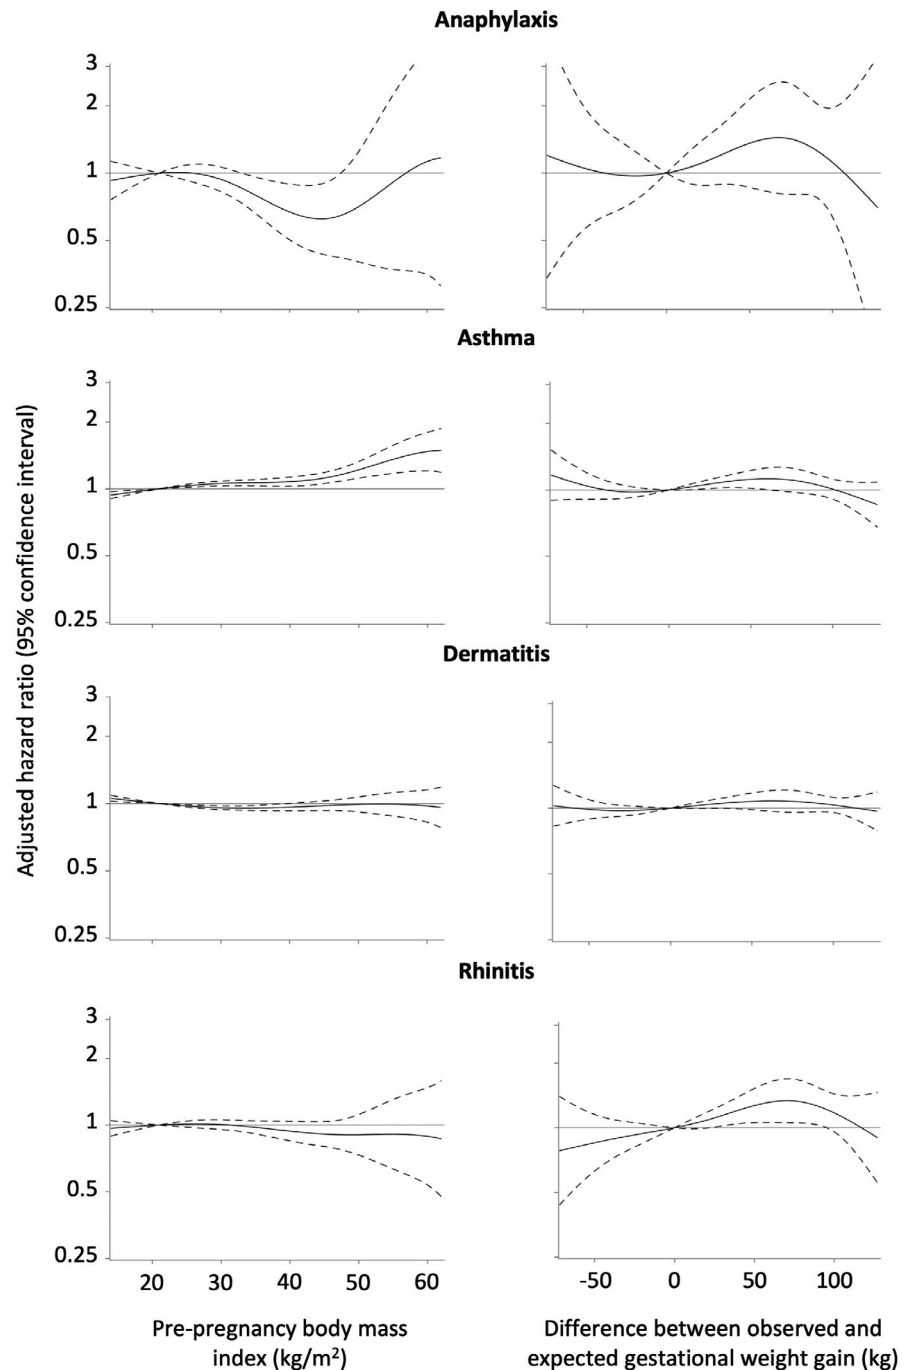 Anaphylaxis
3
2
1
0.5
0.25
Asthma
3
2
1
0.5
0.25
Adjusted hazard ratio (95% confidence interval)
Dermatitis
3
2
1
0.5
0.25
Rhinitis
3
2
1
0.5
0.25
20 30 40 50 60
-50 0 50 100
Pre-pregnancy body mass
index (kg/m²)
Difference between observed and
expected gestational weight gain (kg)